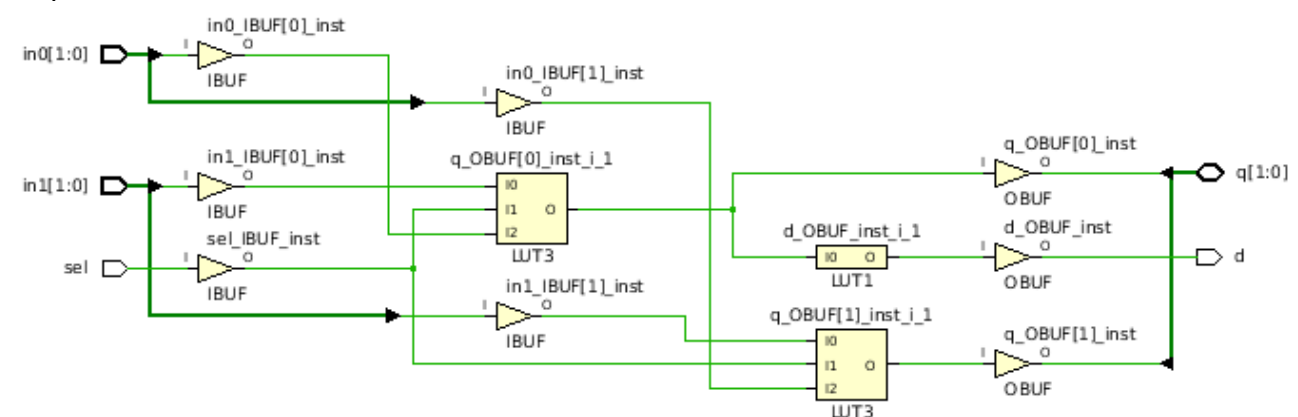 in0_IBUF[0]_inst
in0[1:0]
I
O
IBUF
in0_IBUF[1]_inst
I
O
IBUF
in1_IBUF[0]_inst
in1[1:0]
I
O
IBUF
q_OBUF[0]_inst_i_1
I0
I1
I2
O
LUT3
sel_IBUF_inst
sel
I
O
IBUF
in1_IBUF[1]_inst
I
O
IBUF
q_OBUF[0]_inst
I
O
OBUF
q[1:0]
d_OBUF_inst_i_1
I0
O
LUT1
d_OBUF_inst
I
O
OBUF
d
q_OBUF[1]_inst_i_1
I0
I1
I2
O
LUT3
q_OBUF[1]_inst
I
O
OBUF